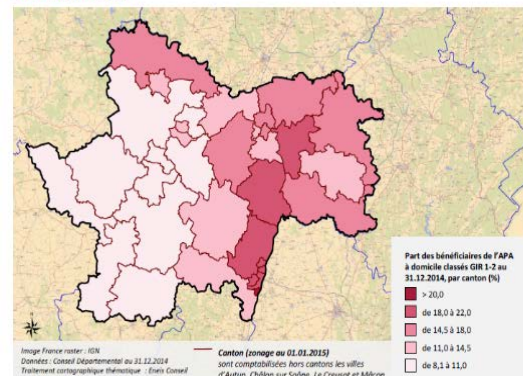 Part des bénéficiaires de l'APA
à domicile classés GIR 1-2 au
31.12.2014, par canton (%)
> 20,0
de 18,0 à 22,0
de 14,5 à 18,0
de 11,0 à 14,5
de 8,1 à 11,0
Image France raster : IGN
Données : Conseil Départemental au 31.12.2014
Traitement cartographique thématique : Eneis Conseil
Canton (zonage au 01.01.2015)
sont comptabilisées hors cantons les villes
d'Autun, Châlon sur Saône, Le Creusot et Mâcon